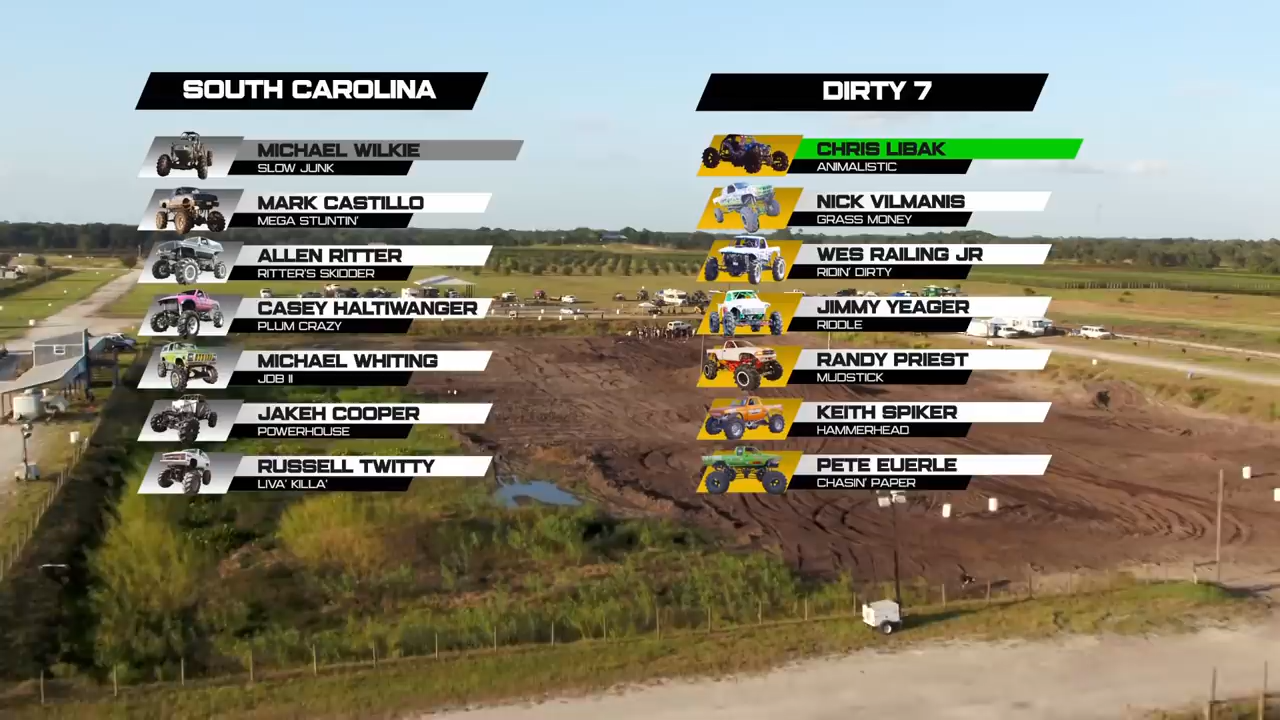 SOUTH CAROLINA
MICHAEL WILKIE
SLOW JUNK
MARK CASTILLO
MEGA STUNTIN'
ALLEN RITTER
RITTER'S SKIDDER
CASEY HALTIWANGER
PLUM CRAZY
MICHAEL WHITING
JDB II
JAKEH COOPER
POWERHOUSE
RUSSELL TWITTY
LIVA' KILLA'
DIRTY 7
CHRIS LIBAK
ANIMALISTIC
NICK VILMANIS
GRASS MONEY
WES RAILING JR
RIDIN' DIRTY
JIMMY YEAGER
RIDDLE
RANDY PRIEST
MUDSTICK
KEITH SPIKER
HAMMERHEAD
PETE EUERLE
CHASIN' PAPER